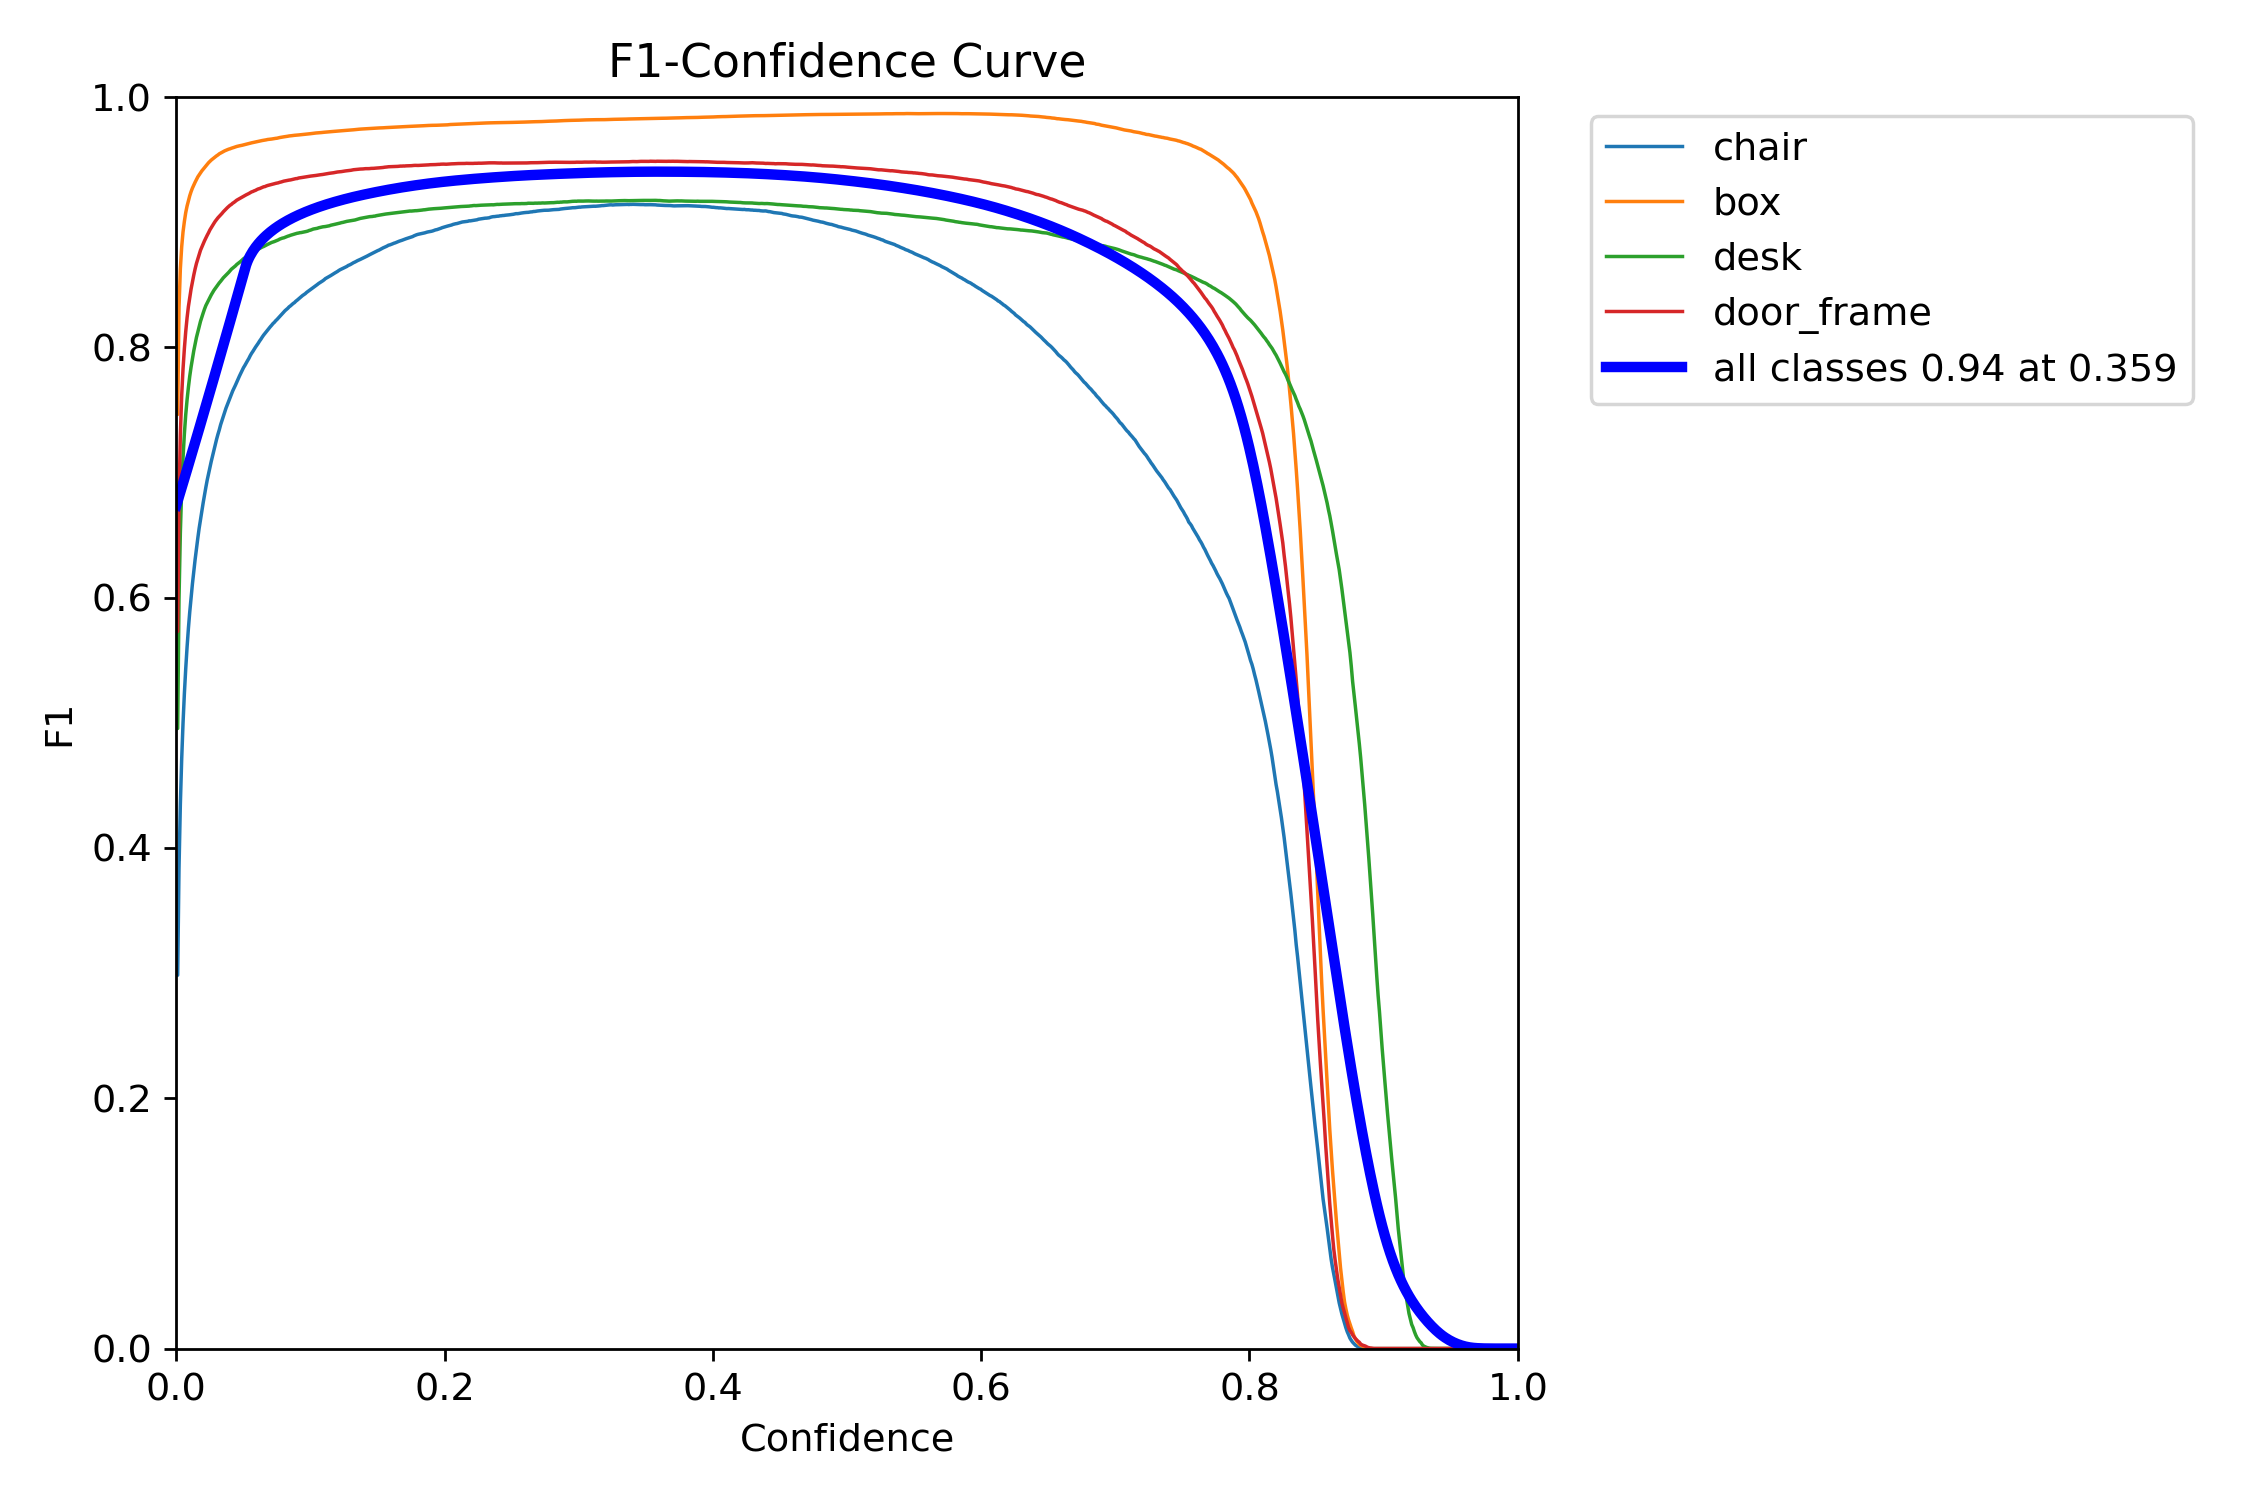 F1-Confidence Curve
1.0
0.8
0.6
0.4
0.2
0.0
F1
0.0 0.2 0.4 0.6 0.8 1.0
Confidence
chair
box
desk
door_frame
all classes 0.94 at 0.359